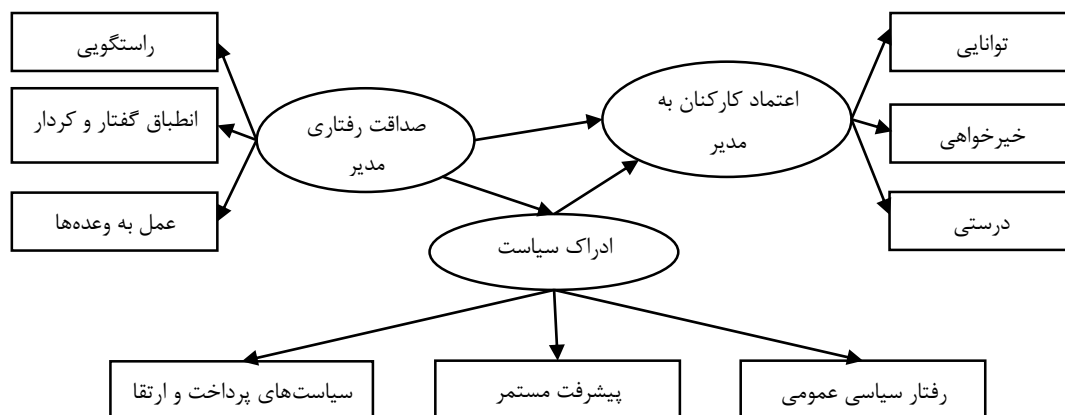 توانایی
راستگویی
اعتماد کارکنان به
مدیر
انطباق گفتار و کردار
صداقت رفتاری
مدیر
خیرخواهی
درستی
عمل به وعده‌ها
ادراک سیاست
رفتار سیاسی عمومی
پیشرفت مستمر
سیاست‌های پرداخت و ارتقا